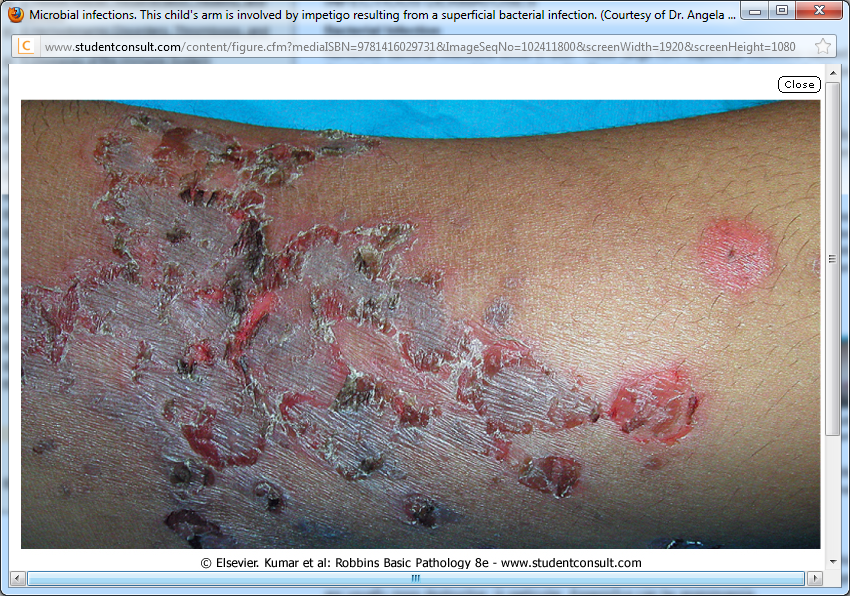 Microbial infections. This child's arm is involved by impetigo resulting from a superficial bacterial infection. (Courtesy of Dr. Angela ...
www.studentconsult.com/content/figure.cfm?mediaISBN=9781416029731&ImageSeqNo=102411800&screenWidth=1920&screenHeight=1080
Close
© Elsevier. Kumar et al: Robbins Basic Pathology 8e - www.studentconsult.com